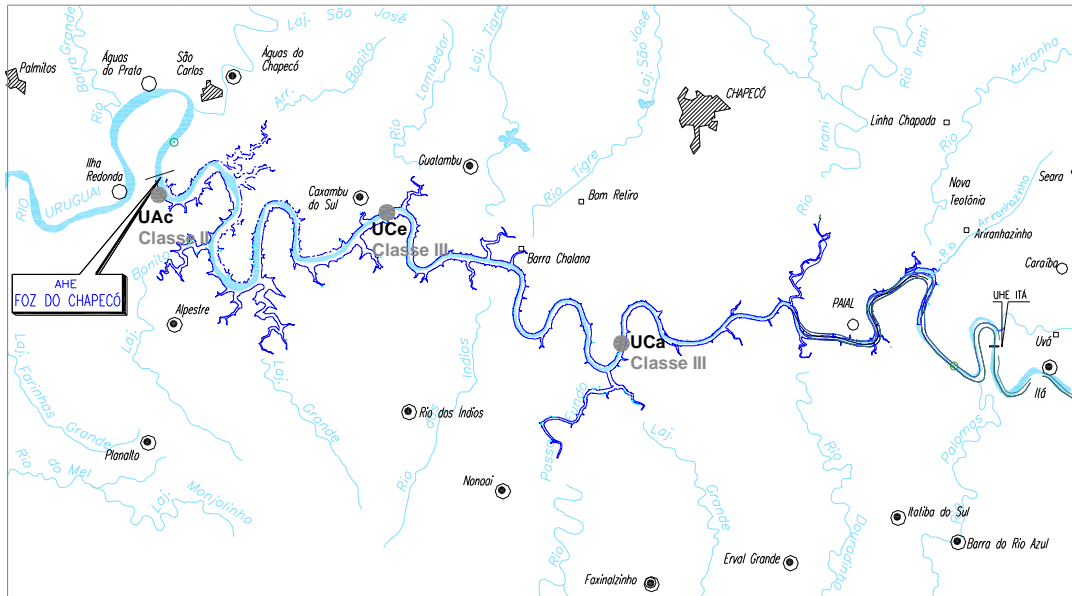 Palmitos
Barra Grande
Rio
Águas
do Prata
São
Carlos
Águas do
Chapecó
Laj. São José
Arr. Bonito
Rio Lambedor
Laj. Tigre
Laj. São José
Rio Tigre
CHAPECÓ
Rio Irani
Rio Irani
Ariranha
Rio
Linha Chapada
Nova
Teotônia
Seara
Ariranhazinho
Rio Ariranhazinho
Caraíba
Ilha
Redonda
RIO URUGUAI
Guatambu
Caxambu
do Sul
Bom Retiro
UAc
Classe II
UCe
Classe III
Barra Chalana
Bonito
AHE
FOZ DO CHAPECÓ
Alpestre
PAIAL
UHE ITÁ
Uvá
Itá
UCa
Classe III
Laj. Farinhas Grande
Laj. Grande
Rio dos Indios
Rio dos Índios
Rio Passo Fundo
Laj. Grande
Rio Douradinho
Rio Palomas
Planalto
Rio do Mel
Laj. Monjolinho
Nonoai
Itatiba do Sul
Barra do Rio Azul
Erval Grande
Faxinalzinho